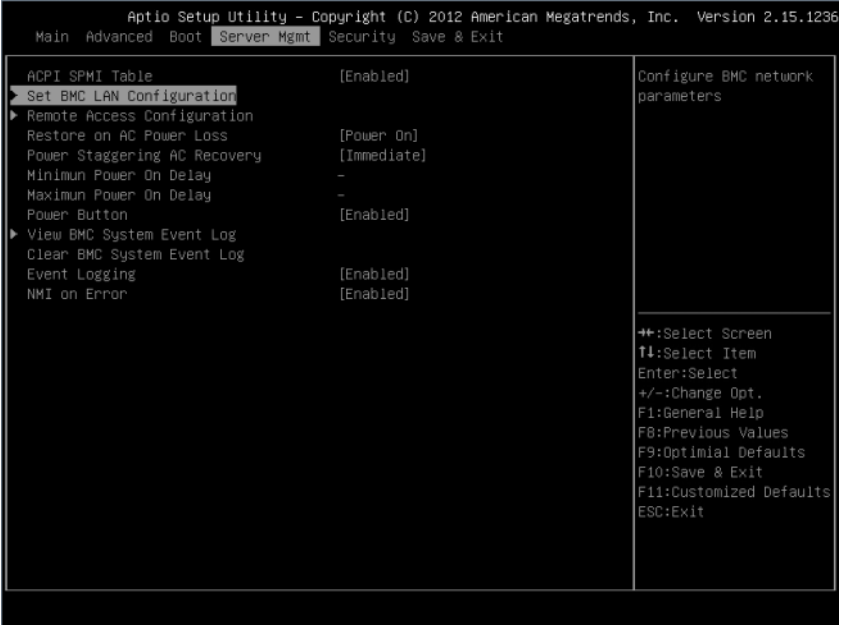 Aptio Setup Utility – Copyright (C) 2012 American Megatrends, Inc. Version 2.15.1236
Main Advanced Boot Server Mgmt Security Save & Exit
ACPI SPMI Table [Enabled]
▶ Set BMC LAN Configuration
▶ Remote Access Configuration
Restore on AC Power Loss [Power On]
Power Staggering AC Recovery [Immediate]
Minimun Power On Delay –
Maximun Power On Delay –
Power Button [Enabled]
▶ View BMC System Event Log
Clear BMC System Event Log
Event Logging [Enabled]
NMI on Error [Enabled]
Configure BMC network
parameters
→←:Select Screen
↑↓:Select Item
Enter:Select
+/-:Change Opt.
F1:General Help
F8:Previous Values
F9:Optimial Defaults
F10:Save & Exit
F11:Customized Defaults
ESC:Exit